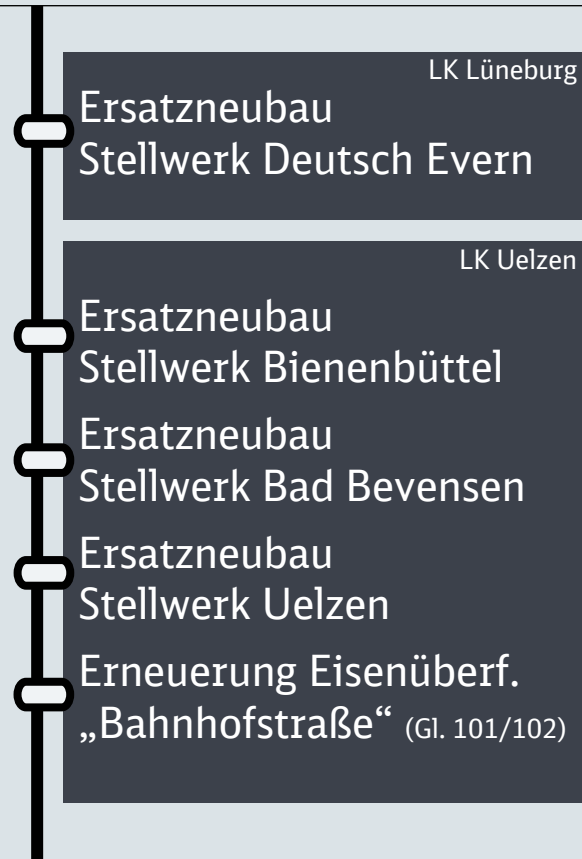 LK Lüneburg
Ersatzneubau
Stellwerk Deutsch Evern
LK Uelzen
Ersatzneubau
Stellwerk Bienenbüttel
Ersatzneubau
Stellwerk Bad Bevensen
Ersatzneubau
Stellwerk Uelzen
Erneuerung Eisenüberf.
„Bahnhofstraße“ (Gl. 101/102)